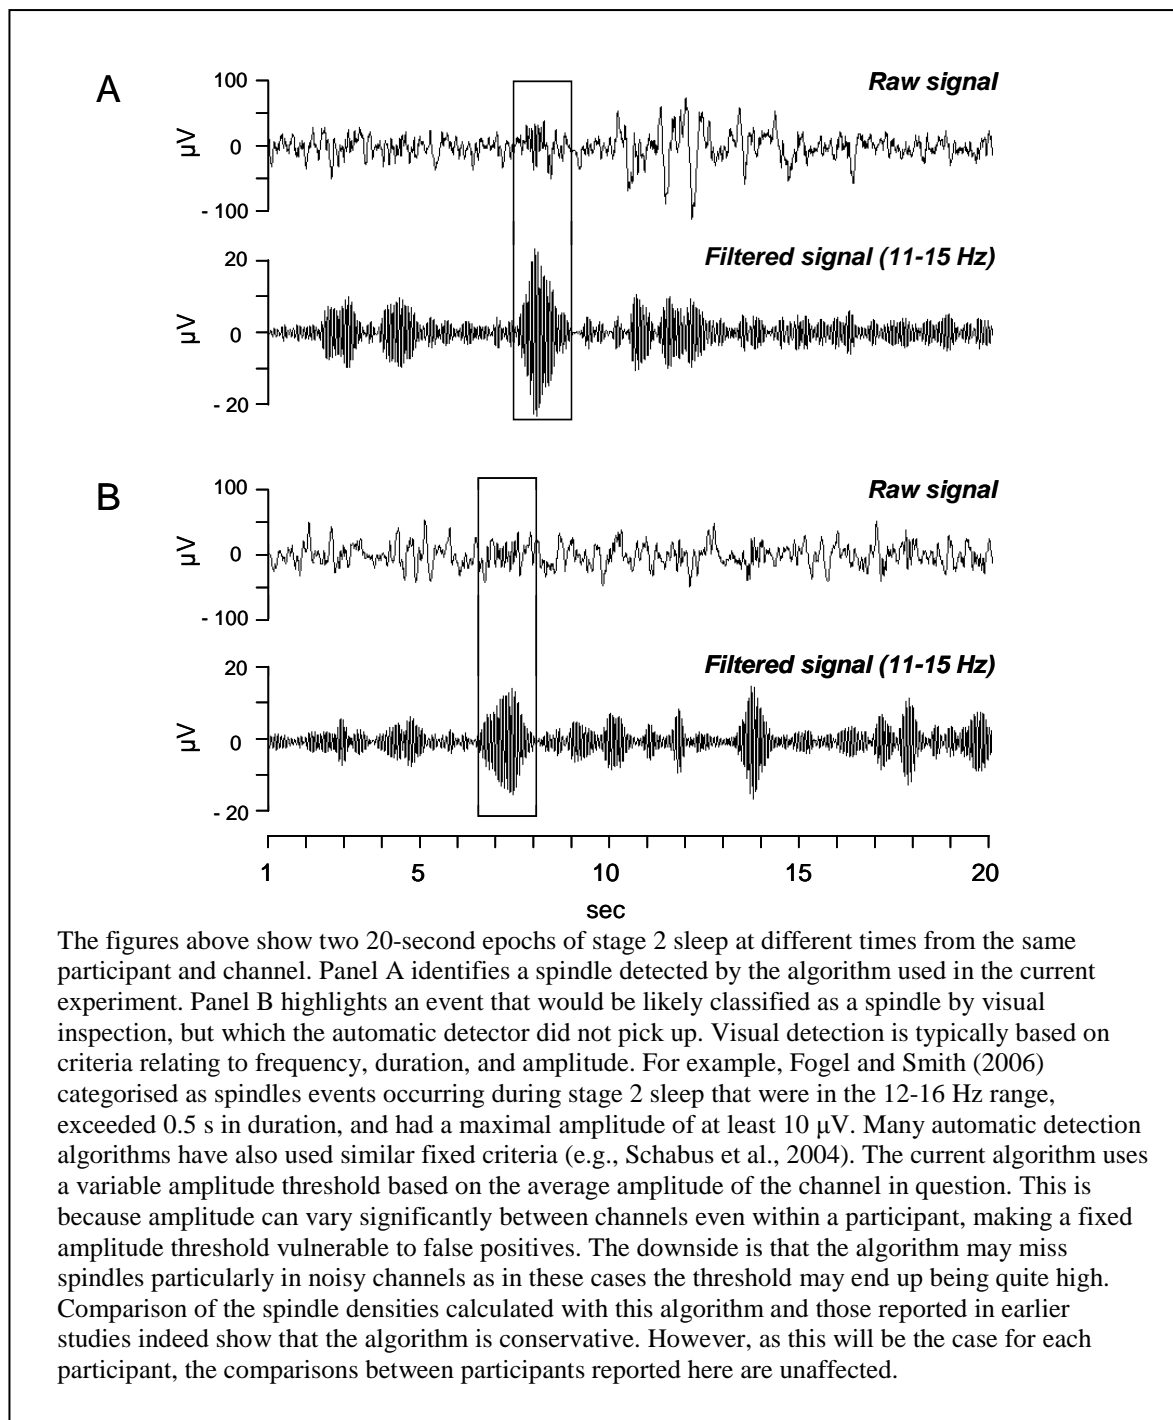 A
Raw signal
100
µV
0
- 100
Filtered signal (11-15 Hz)
20
µV
0
- 20
B
Raw signal
100
µV
0
- 100
Filtered signal (11-15 Hz)
20
µV
0
- 20
1 5 10 15 20
sec
The figures above show two 20-second epochs of stage 2 sleep at different times from the same
participant and channel. Panel A identifies a spindle detected by the algorithm used in the current
experiment. Panel B highlights an event that would be likely classified as a spindle by visual
inspection, but which the automatic detector did not pick up. Visual detection is typically based on
criteria relating to frequency, duration, and amplitude. For example, Fogel and Smith (2006)
categorised as spindles events occurring during stage 2 sleep that were in the 12-16 Hz range,
exceeded 0.5 s in duration, and had a maximal amplitude of at least 10 µV. Many automatic detection
algorithms have also used similar fixed criteria (e.g., Schabus et al., 2004). The current algorithm uses
a variable amplitude threshold based on the average amplitude of the channel in question. This is
because amplitude can vary significantly between channels even within a participant, making a fixed
amplitude threshold vulnerable to false positives. The downside is that the algorithm may miss
spindles particularly in noisy channels as in these cases the threshold may end up being quite high.
Comparison of the spindle densities calculated with this algorithm and those reported in earlier
studies indeed show that the algorithm is conservative. However, as this will be the case for each
participant, the comparisons between participants reported here are unaffected.